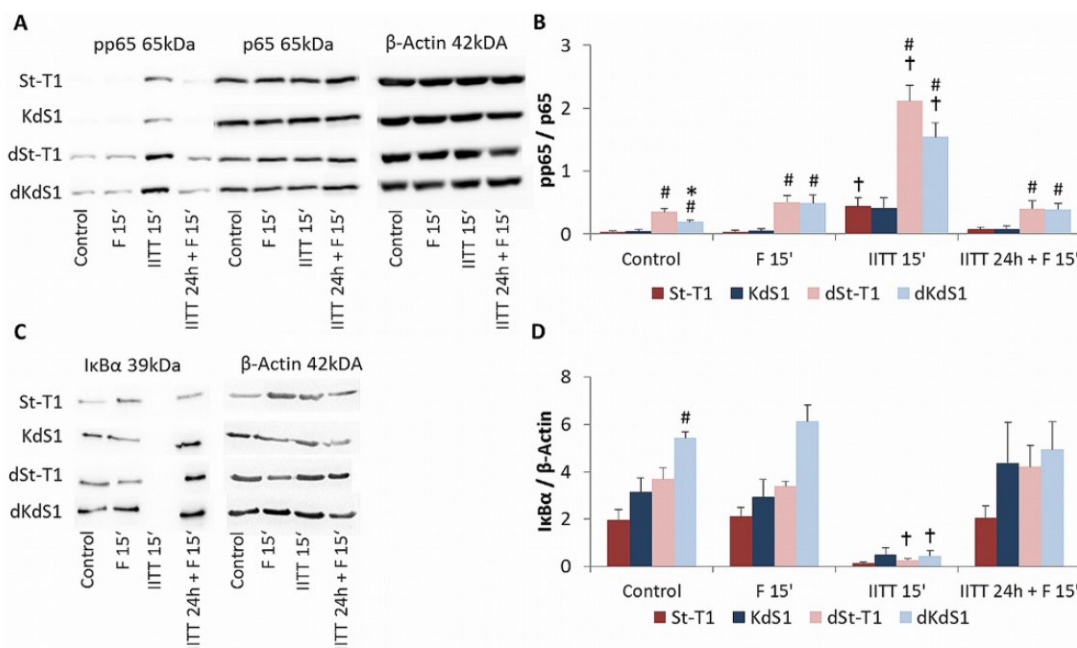 A
pp65 65kDa p65 65kDa β-Actin 42kDA
St-T1
KdS1
dSt-T1
dKdS1
Control F 15' IITT 15' IITT 24h + F 15' Control F 15' IITT 15' IITT 24h + F 15' Control F 15' IITT 15' IITT 24h + F 15'
B
pp65 / p65
3
2
1
0
# † # † † # * # # # # #
Control F 15' IITT 15' IITT 24h + F 15'
St-T1 KdS1 dSt-T1 dKdS1
C
IκBα 39kDa β-Actin 42kDA
St-T1
KdS1
dSt-T1
dKdS1
Control F 15' IITT 15' IITT 24h + F 15' Control F 15' IITT 15' IITT 24h + F 15'
D
IκBα / β-Actin
8
6
4
2
0
# † †
Control F 15' IITT 15' IITT 24h + F 15'
St-T1 KdS1 dSt-T1 dKdS1